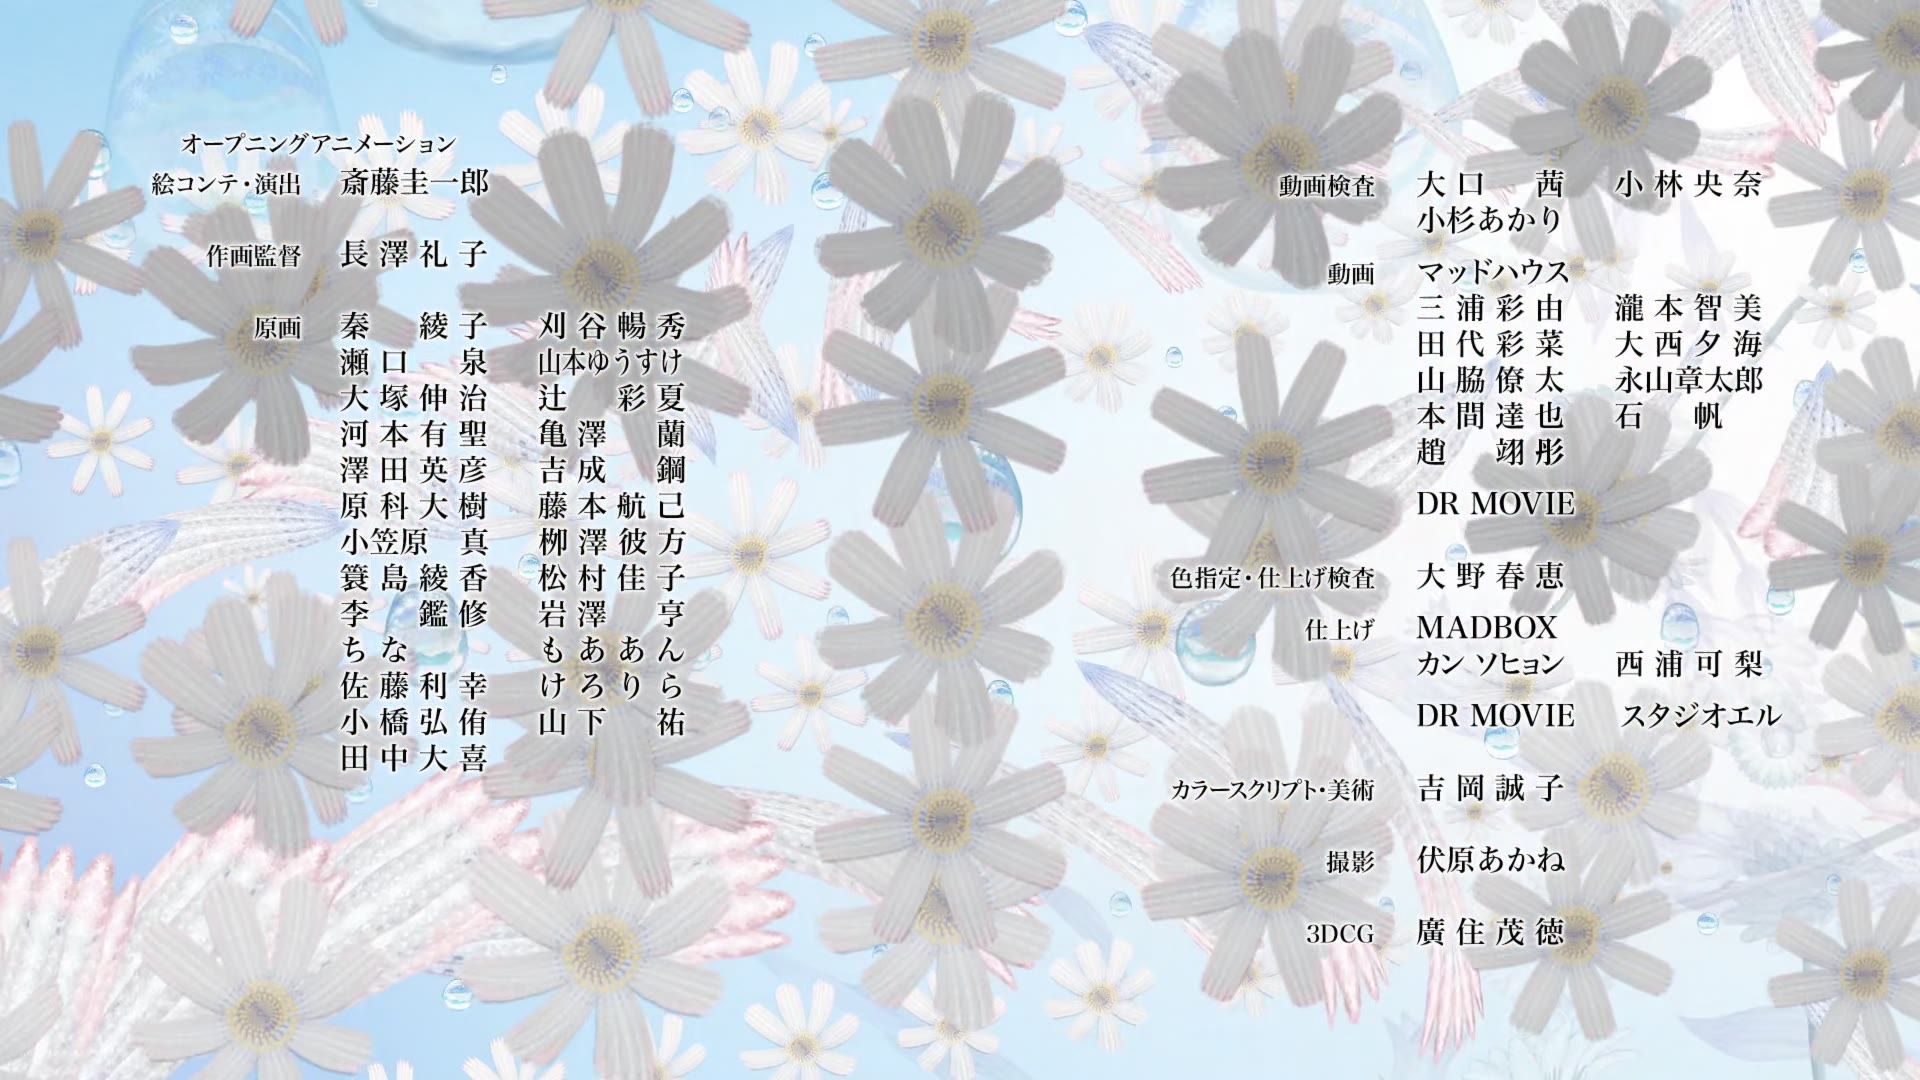 オープニングアニメーション
絵コンテ・演出 斎藤圭一郎
作画監督 長澤礼子
原画 秦 綾子 刈谷暢秀
瀬口 泉 山本ゆうすけ
大塚伸治 辻 彩夏
河本有聖 亀澤 蘭
澤田英彦 吉成 鋼
原科大樹 藤本航己
小笠原 真 栁澤彼方
簑島綾香 松村佳子
李 鑑修 岩澤 亨
ちな もああん
佐藤利幸 けろりら
小橋弘侑 山下 祐
田中大喜
動画検査 大口 茜 小林央奈
小杉あかり
動画 マッドハウス
三浦彩由 瀧本智美
田代彩菜 大西夕海
山脇僚太 永山章太郎
本間達也 石 帆
趙 翊彤
DR MOVIE
色指定・仕上げ検査 大野春恵
仕上げ MADBOX
カン ソヒョン 西浦可梨
DR MOVIE スタジオエル
カラースクリプト・美術 吉岡誠子
撮影 伏原あかね
3DCG 廣住茂徳